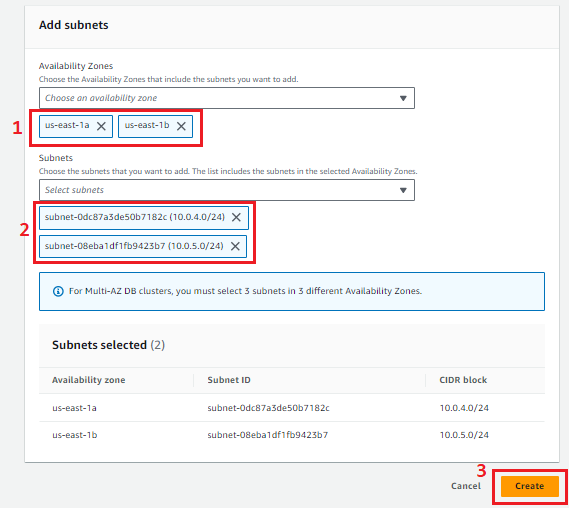 Add subnets
Availability Zones
Choose the Availability Zones that include the subnets you want to add.
Choose an availability zone
1
us-east-1a us-east-1b
Subnets
Choose the subnets that you want to add. The list includes the subnets in the selected Availability Zones.
Select subnets
2
subnet-0dc87a3de50b7182c (10.0.4.0/24)
subnet-08eba1df1fb9423b7 (10.0.5.0/24)
For Multi-AZ DB clusters, you must select 3 subnets in 3 different Availability Zones.
Subnets selected (2)
Availability zone Subnet ID CIDR block
us-east-1a subnet-0dc87a3de50b7182c 10.0.4.0/24
us-east-1b subnet-08eba1df1fb9423b7 10.0.5.0/24
3
Cancel Create